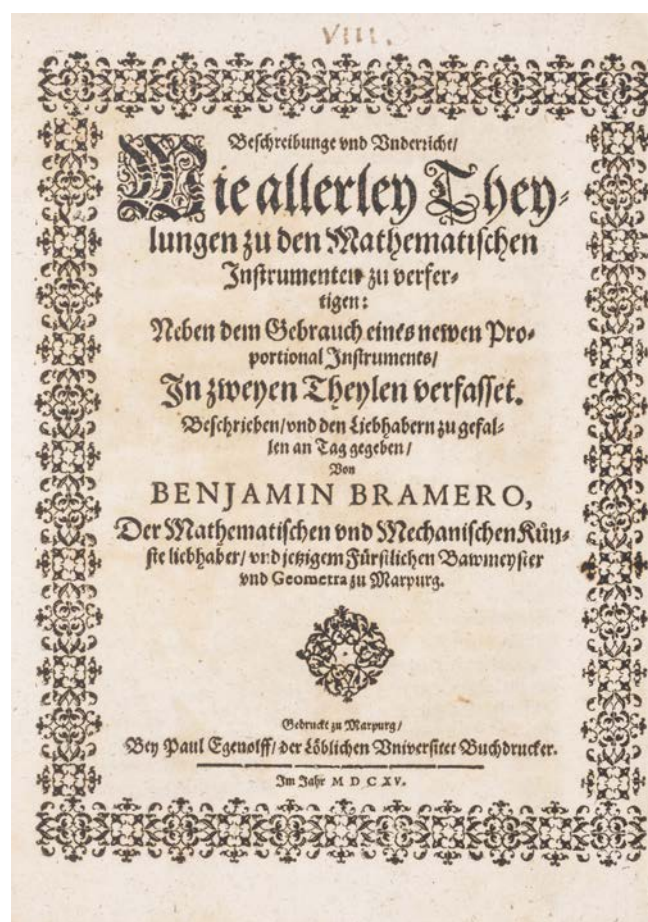 VIII.
Beschreibunge vnd Vnderricht/
Wie allerley They-
lungen zu den Mathematischen
Instrumenten zu verfer-
tigen:
Neben dem Gebrauch eines newen Pro-
portional Instruments/
In zweyen Theylen verfasset.
Beschrieben/vnd den Liebhabern zu gefal-
len an Tag gegeben/
Von
BENJAMIN BRAMERO,
Der Mathematischen vnd Mechanischen Kün-
ste liebhaber/vnd jetzigem Fürstlichen Bawmeyster
vnd Geometra zu Marpurg.
Gedruckt zu Marpurg/
Bey Paul Egenolff/der Löblichen Vniversitet Buchdrucker.
Im Jahr M D C XV.